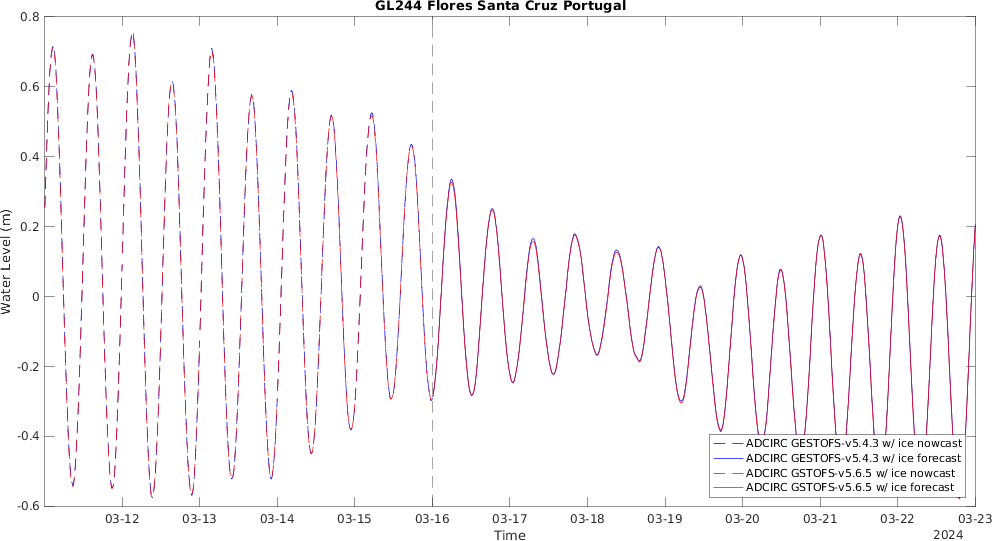 GL244 Flores Santa Cruz Portugal
Water Level (m)
0.8
0.6
0.4
0.2
0
-0.2
-0.4
-0.6
ADCIRC GESTOFS-v5.4.3 w/ ice nowcast
ADCIRC GESTOFS-v5.4.3 w/ ice forecast
ADCIRC GSTOFS-v5.6.5 w/ ice nowcast
ADCIRC GSTOFS-v5.6.5 w/ ice forecast
03-12 03-13 03-14 03-15 03-16 03-17 03-18 03-19 03-20 03-21 03-22 03-23
Time
2024